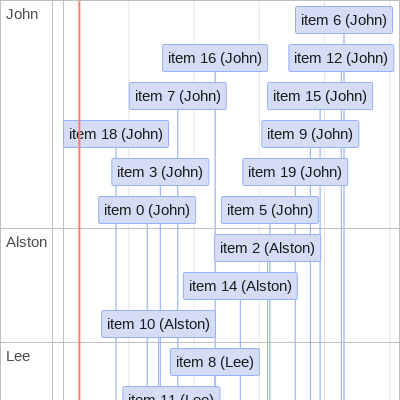 John
item 6 (John)
item 16 (John)
item 12 (John)
item 7 (John)
item 15 (John)
item 18 (John)
item 9 (John)
item 3 (John)
item 19 (John)
item 0 (John)
item 5 (John)
Alston
item 2 (Alston)
item 14 (Alston)
item 10 (Alston)
Lee
item 8 (Lee)
item 11 (Lee)